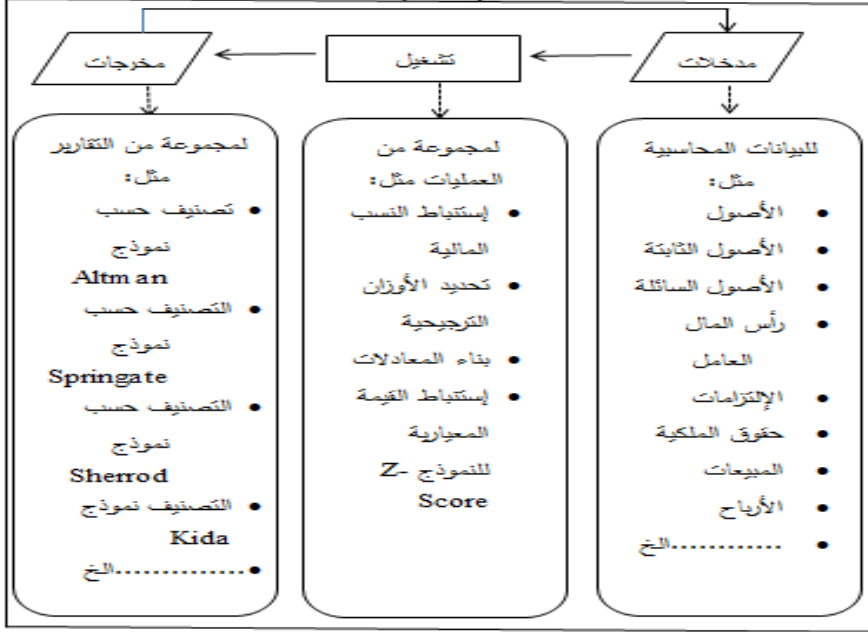 مدخلات
تشغيل
مخرجات
للبيانات المحاسبية
مثل:
• الأصول
• الأصول الثابتة
• الأصول السائلة
• رأس المال
العامل
• الإلتزامات
• حقوق الملكية
• المبيعات
• الأرباح
• ............الخ
لمجموعة من
العمليات مثل:
• إستتباط النسب
المالية
• تحديد الأوزان
الترجيحية
• بناء المعادلات
• إستتباط القيمة
المعيارية
للنموذج Z-
Score
لمجموعة من التقارير
مثل:
• تصنيف حسب
نموذج
Altman
• التصنيف حسب
نموذج
Springate
• التصنيف حسب
نموذج
Sherrod
• التصنيف نموذج
Kida
• ..............الخ